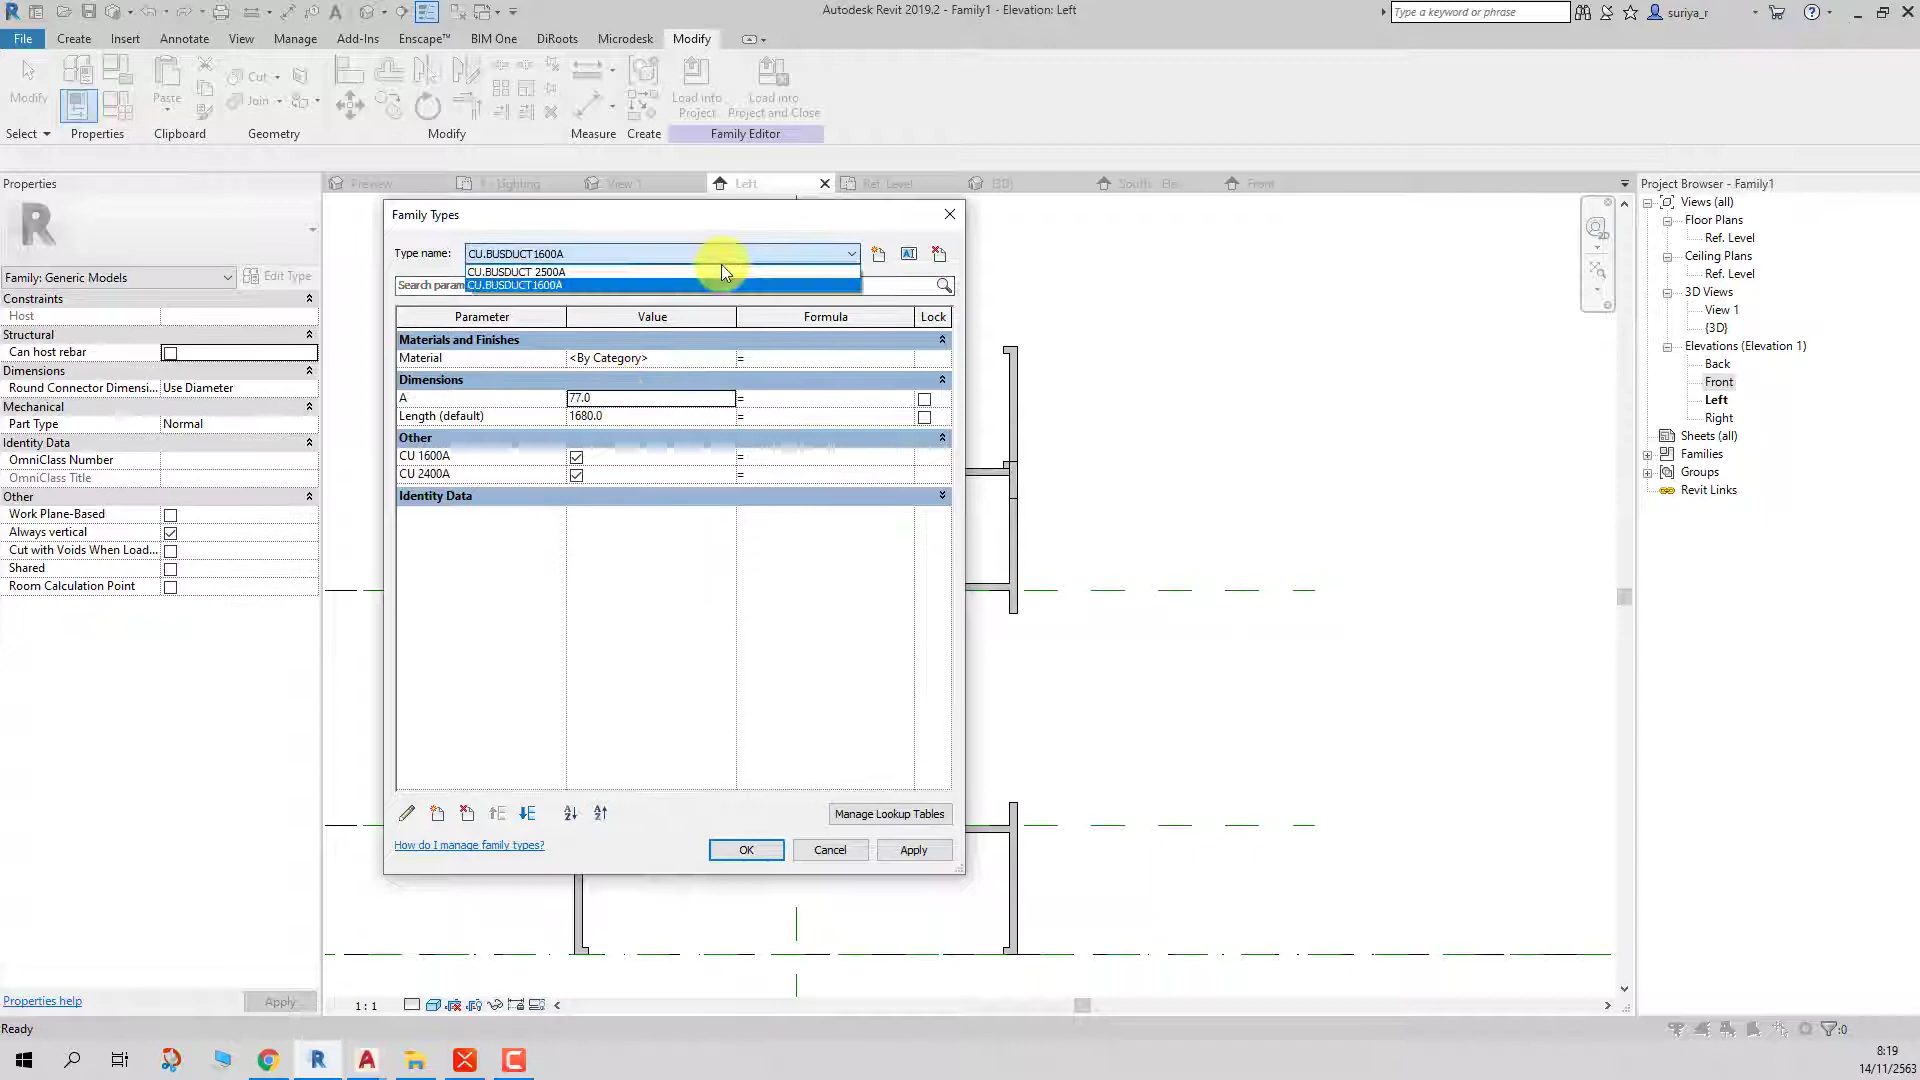 Autodesk Revit 2019.2 - Family1 - Elevation: Left
Type a keyword or phrase
suriya_r
File Create Insert Annotate View Manage Add-Ins Enscape™ BIM One DiRoots Microdesk Modify
Modify
Paste
Cut
Join
Load into Project
Load into Project and Close
Select Properties Clipboard Geometry Modify Measure Create Family Editor
Properties
Preview
Lighting
View 1
Left
Ref. Level
{3D}
Front
Project Browser - Family1
Family: Generic Models
Edit Type
Constraints
Host
Structural
Can host rebar
Dimensions
Round Connector Dimensi... Use Diameter
Mechanical
Part Type Normal
Identity Data
OmniClass Number
OmniClass Title
Other
Work Plane-Based
Always vertical
Cut with Voids When Load...
Shared
Room Calculation Point
Properties help
Apply
Family Types
Type name: CU.BUSDUCT1600A
CU.BUSDUCT 2500A
CU.BUSDUCT1600A
Search param
Parameter Value Formula Lock
Materials and Finishes
Material <By Category> =
Dimensions
A 77.0 =
Length (default) 1680.0 =
Other
CU 1600A =
CU 2400A =
Identity Data
Manage Lookup Tables
How do I manage family types?
OK Cancel Apply
Views (all)
Floor Plans
Ref. Level
Ceiling Plans
Ref. Level
3D Views
View 1
{3D}
Elevations (Elevation 1)
Back
Front
Left
Right
Sheets (all)
Families
Groups
Revit Links
1 : 1
Ready
:0
8:19
14/11/2563